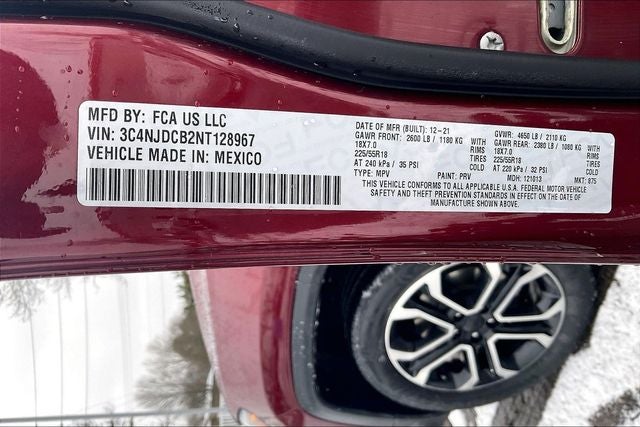 MFD BY: FCA US LLC
VIN: 3C4NJDCB2NT128967
VEHICLE MADE IN: MEXICO
DATE OF MFR (BUILT): 12-21 GVWR: 4650 LB / 2110 KG
GAWR FRONT: 2600 LB / 1180 KG GAWR REAR: 2380 LB / 1080 KG
18X7.0 RIMS 18X7.0 RIMS
225/55R18 TIRES 225/55R18 TIRES
AT 240 kPa / 35 PSI COLD AT 220 kPa / 32 PSI COLD
TYPE: MPV PAINT: PRV MDH: 121013 MKT: 875
THIS VEHICLE CONFORMS TO ALL APPLICABLE U.S.A. FEDERAL MOTOR VEHICLE
SAFETY AND THEFT PREVENTION STANDARDS IN EFFECT ON THE DATE OF
MANUFACTURE SHOWN ABOVE.